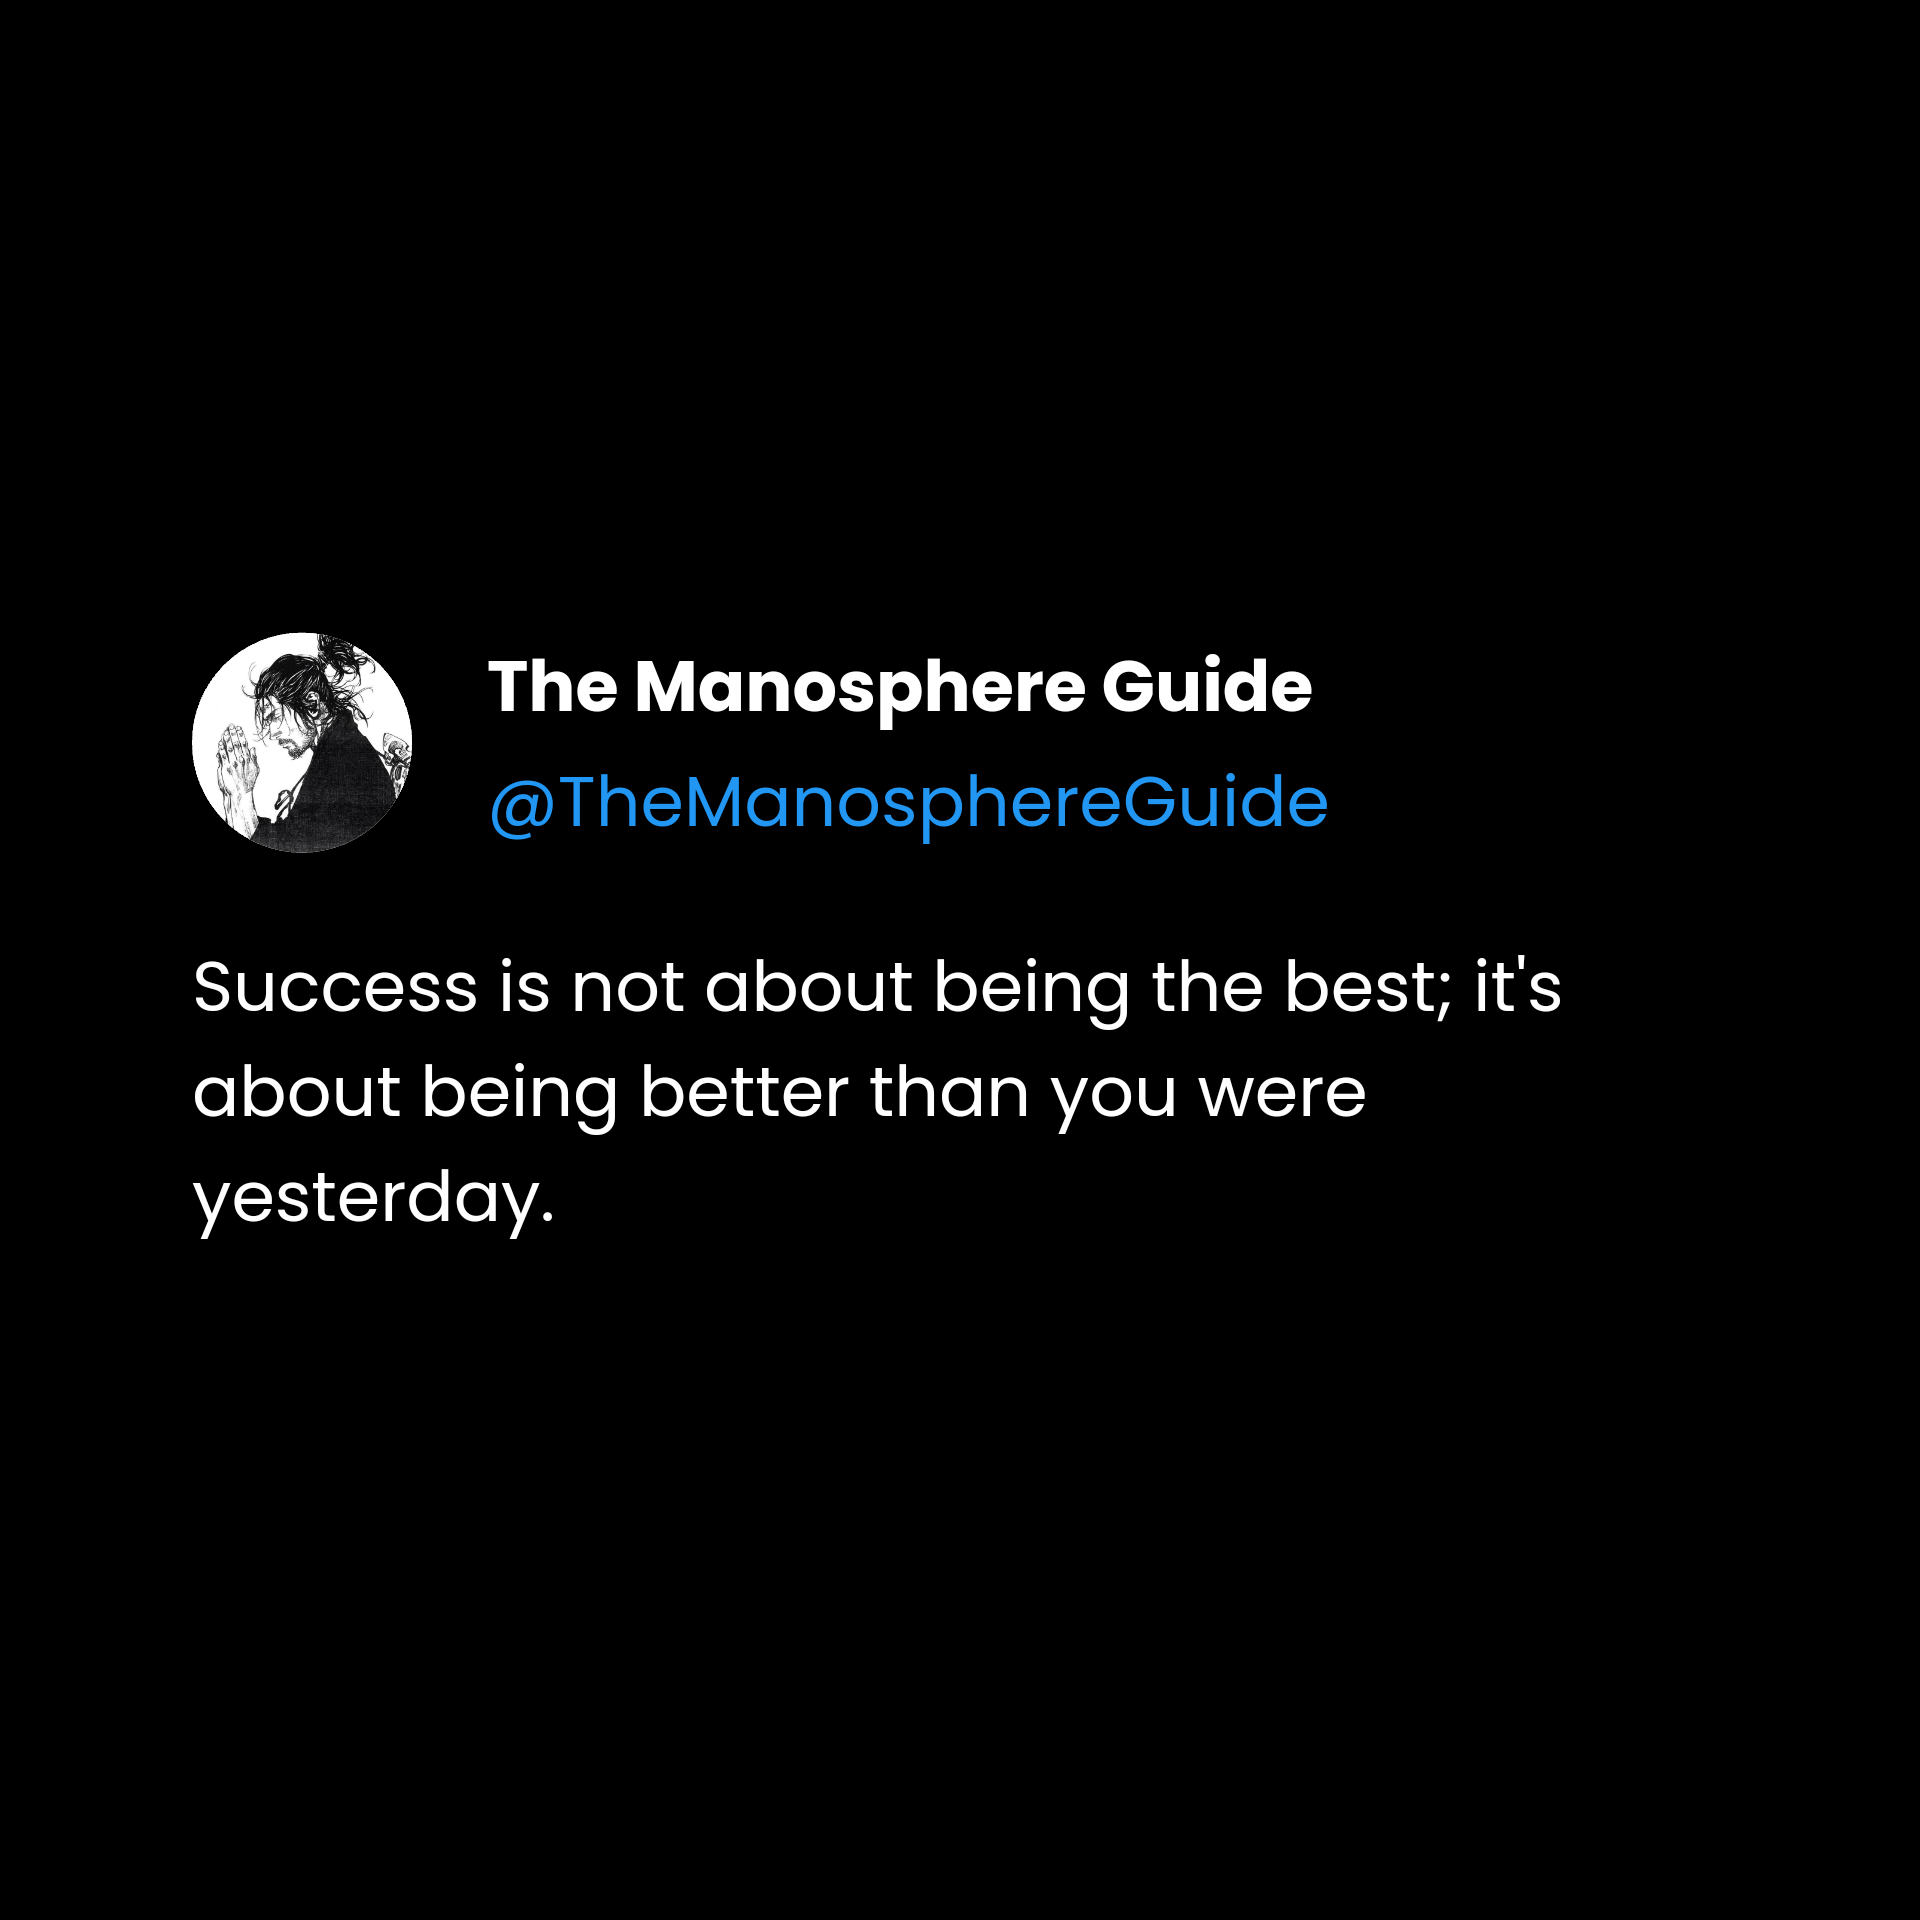 The Manosphere Guide
@TheManosphereGuide
Success is not about being the best; it's
about being better than you were
yesterday.